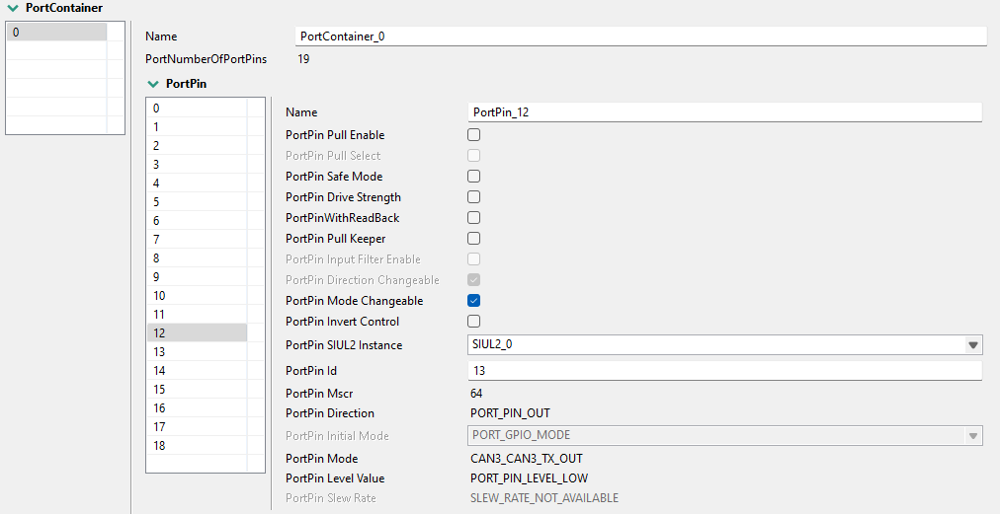 PortContainer
0
Name PortContainer_0
PortNumberOfPortPins 19
PortPin
0
1
2
3
4
5
6
7
8
9
10
11
12
13
14
15
16
17
18
Name PortPin_12
PortPin Pull Enable
PortPin Pull Select
PortPin Safe Mode
PortPin Drive Strength
PortPinWithReadBack
PortPin Pull Keeper
PortPin Input Filter Enable
PortPin Direction Changeable
PortPin Mode Changeable
PortPin Invert Control
PortPin SIUL2 Instance SIUL2_0
PortPin Id 13
PortPin Mscr 64
PortPin Direction PORT_PIN_OUT
PortPin Initial Mode PORT_GPIO_MODE
PortPin Mode CAN3_CAN3_TX_OUT
PortPin Level Value PORT_PIN_LEVEL_LOW
PortPin Slew Rate SLEW_RATE_NOT_AVAILABLE